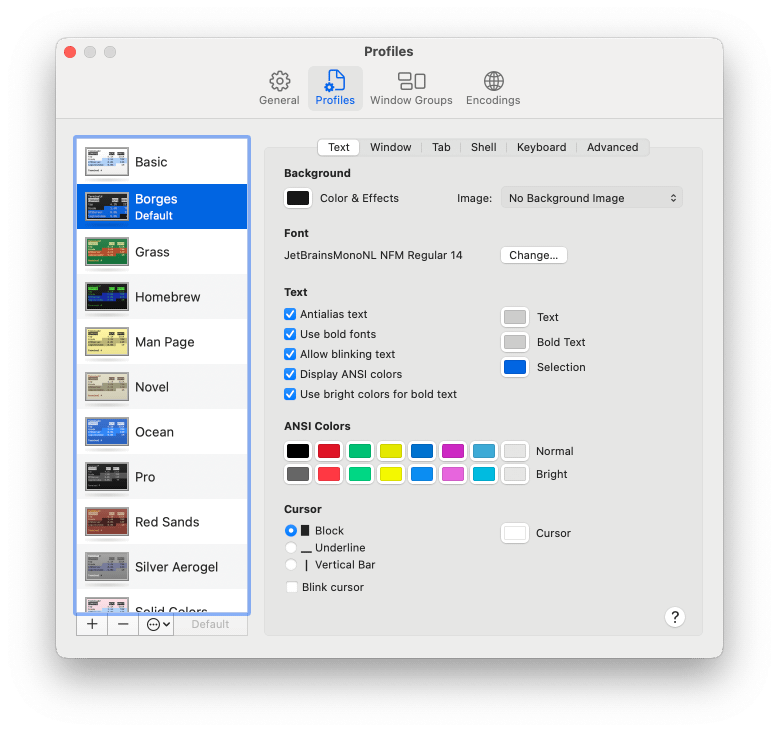 Profiles
General
Profiles
Window Groups
Encodings
Basic
Borges
Default
Grass
Homebrew
Man Page
Novel
Ocean
Pro
Red Sands
Silver Aerogel
Solid Colors
Default
Text
Window
Tab
Shell
Keyboard
Advanced
Background
Color & Effects
Image:
No Background Image
Font
JetBrainsMonoNL NFM Regular 14
Change...
Text
Antialias text
Use bold fonts
Allow blinking text
Display ANSI colors
Use bright colors for bold text
Text
Bold Text
Selection
ANSI Colors
Normal
Bright
Cursor
Block
Underline
Vertical Bar
Blink cursor
Cursor
?